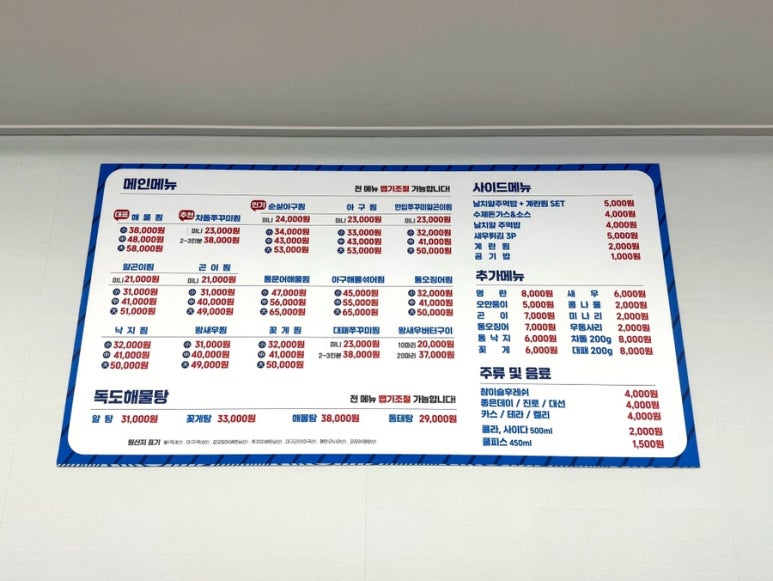 메인메뉴
전 메뉴 맵기조절 가능합니다!
대표 해물찜
小 38,000원
中 48,000원
大 58,000원
추천 차돌쭈꾸미찜
미니 23,000원
2-3인분 38,000원
인기 순살아구찜
미니 24,000원
小 34,000원
中 43,000원
大 53,000원
아구찜
미니 23,000원
小 33,000원
中 43,000원
大 53,000원
한입쭈꾸미알곤이찜
미니 23,000원
小 32,000원
中 41,000원
大 50,000원
알곤이찜
미니 21,000원
小 31,000원
中 41,000원
大 51,000원
곤이찜
미니 21,000원
小 31,000원
中 40,000원
大 49,000원
통문어해물찜
小 47,000원
中 56,000원
大 65,000원
아구해물섞어찜
小 45,000원
中 55,000원
大 65,000원
통오징어찜
小 32,000원
中 41,000원
大 50,000원
낙지찜
小 32,000원
中 41,000원
大 50,000원
왕새우찜
小 31,000원
中 40,000원
大 49,000원
꽃게찜
小 32,000원
中 41,000원
大 50,000원
대패쭈꾸미찜
미니 23,000원
2-3인분 38,000원
왕새우버터구이
10마리 20,000원
20마리 37,000원
독도해물탕
전 메뉴 맵기조절 가능합니다!
알탕 31,000원 꽃게탕 33,000원 해물탕 38,000원 동태탕 29,000원
원산지 표기
사이드메뉴
날치알주먹밥 + 계란찜 SET 5,000원
수제돈가스&소스 4,000원
날치알 주먹밥 4,000원
새우튀김 3P 5,000원
계란찜 2,000원
공기밥 1,000원
추가메뉴
명란 8,000원 새우 6,000원
오만둥이 5,000원 콩나물 2,000원
곤이 7,000원 미나리 2,000원
통오징어 7,000원 우동사리 2,000원
통낙지 6,000원 차돌 200g 8,000원
꽃게 6,000원 대패 200g 8,000원
주류 및 음료
참이슬후레쉬 4,000원
좋은데이 / 진로 / 대선 4,000원
카스 / 테라 / 켈리 4,000원
콜라, 사이다 500ml 2,000원
쿨피스 450ml 1,500원